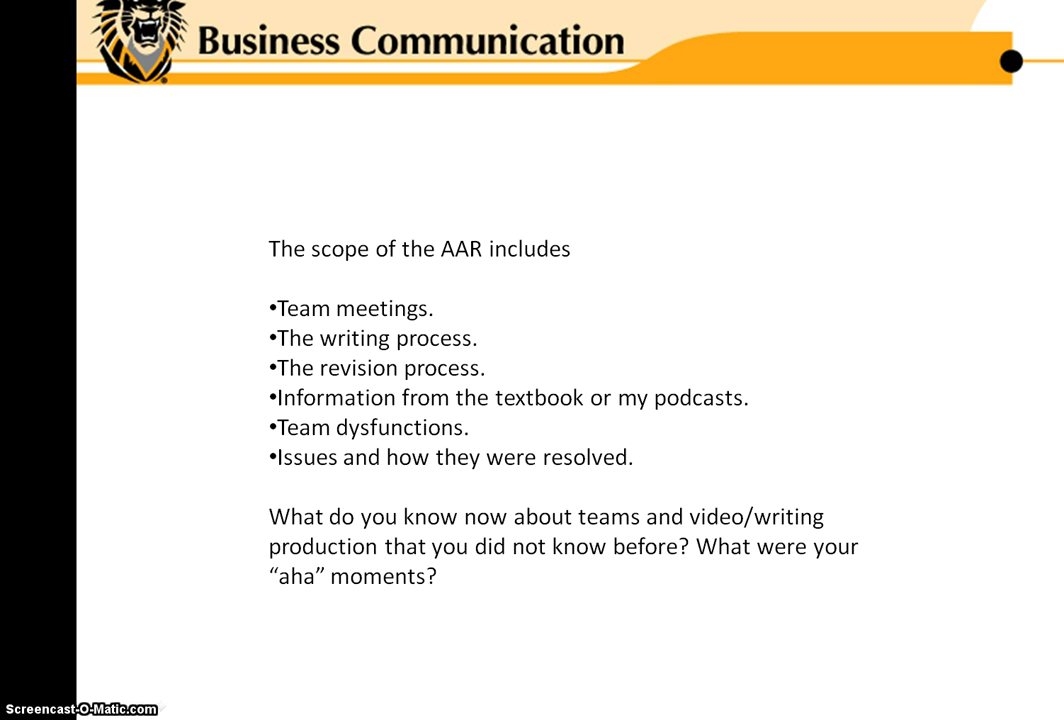 Business Communication
The scope of the AAR includes
•Team meetings.
•The writing process.
•The revision process.
•Information from the textbook or my podcasts.
•Team dysfunctions.
•Issues and how they were resolved.
What do you know now about teams and video/writing
production that you did not know before? What were your
“aha” moments?
Screencast-O-Matic.com